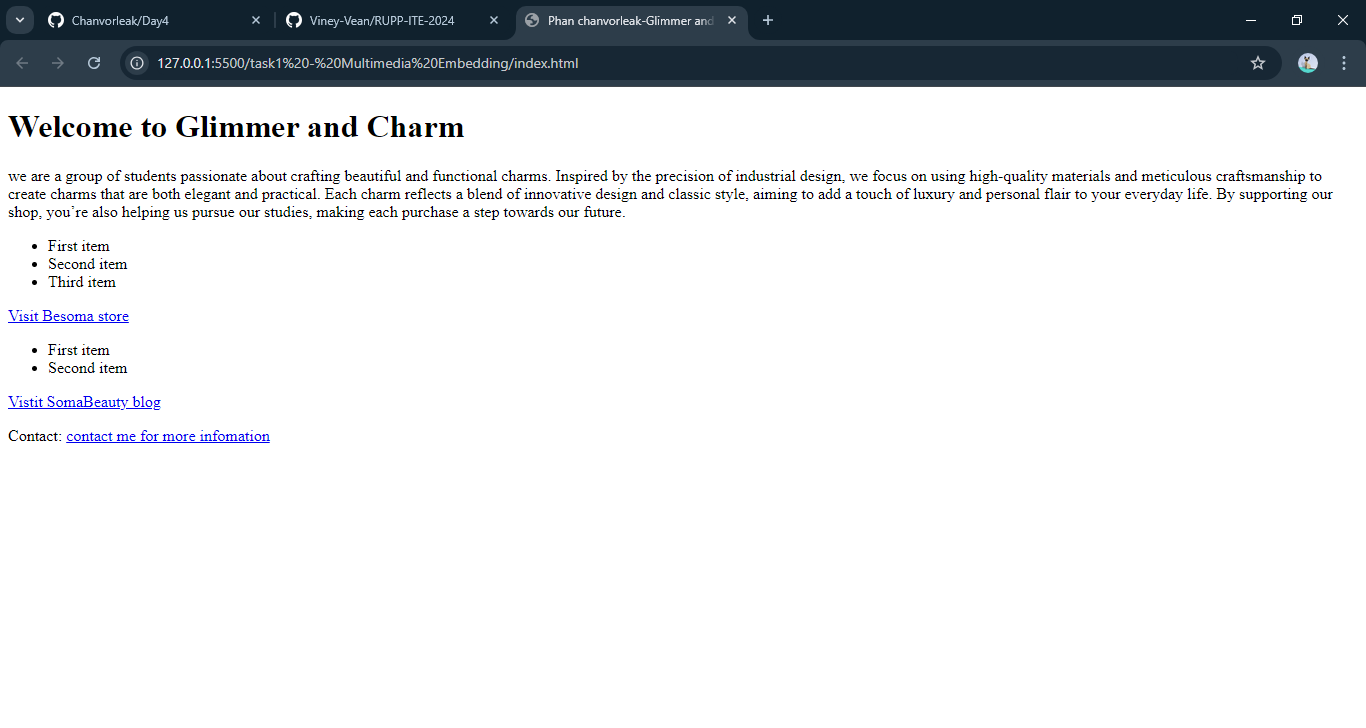 Chanvorleak/Day4
Viney-Vean/RUPP-ITE-2024
Phan chanvorleak-Glimmer and
127.0.0.1:5500/task1%20-%20Multimedia%20Embedding/index.html
Welcome to Glimmer and Charm
we are a group of students passionate about crafting beautiful and functional charms. Inspired by the precision of industrial design, we focus on using high-quality materials and meticulous craftsmanship to
create charms that are both elegant and practical. Each charm reflects a blend of innovative design and classic style, aiming to add a touch of luxury and personal flair to your everyday life. By supporting our
shop, you’re also helping us pursue our studies, making each purchase a step towards our future.
First item
Second item
Third item
Visit Besoma store
First item
Second item
Vistit SomaBeauty blog
Contact: contact me for more infomation